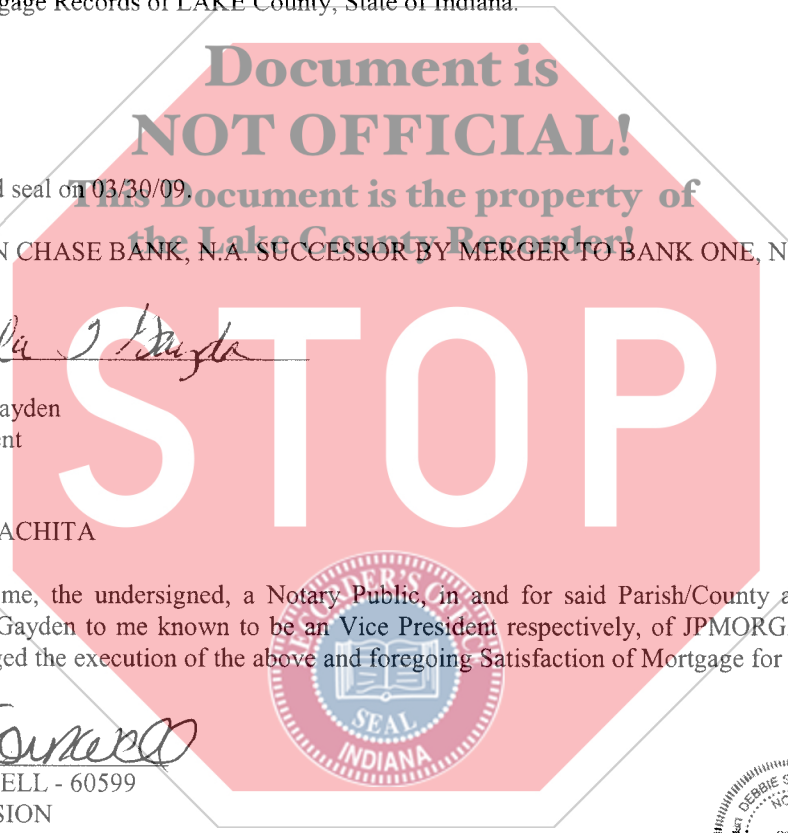 gage Records of LAKE County, State of Indiana.
Document is
NOT OFFICIAL!
seal on 03/30/09.
This Document is the property of
the Lake County Recorder!
N CHASE BANK, N.A. SUCCESSOR BY MERGER TO BANK ONE, N
STOP
ayden
ent
ACHITA
me, the undersigned, a Notary Public, in and for said Parish/County a
Gayden to me known to be an Vice President respectively, of JPMORG
ged the execution of the above and foregoing Satisfaction of Mortgage for
RECORDER'S OFFICE
SEAL
INDIANA
ELL - 60599
SION
DEBBIE S